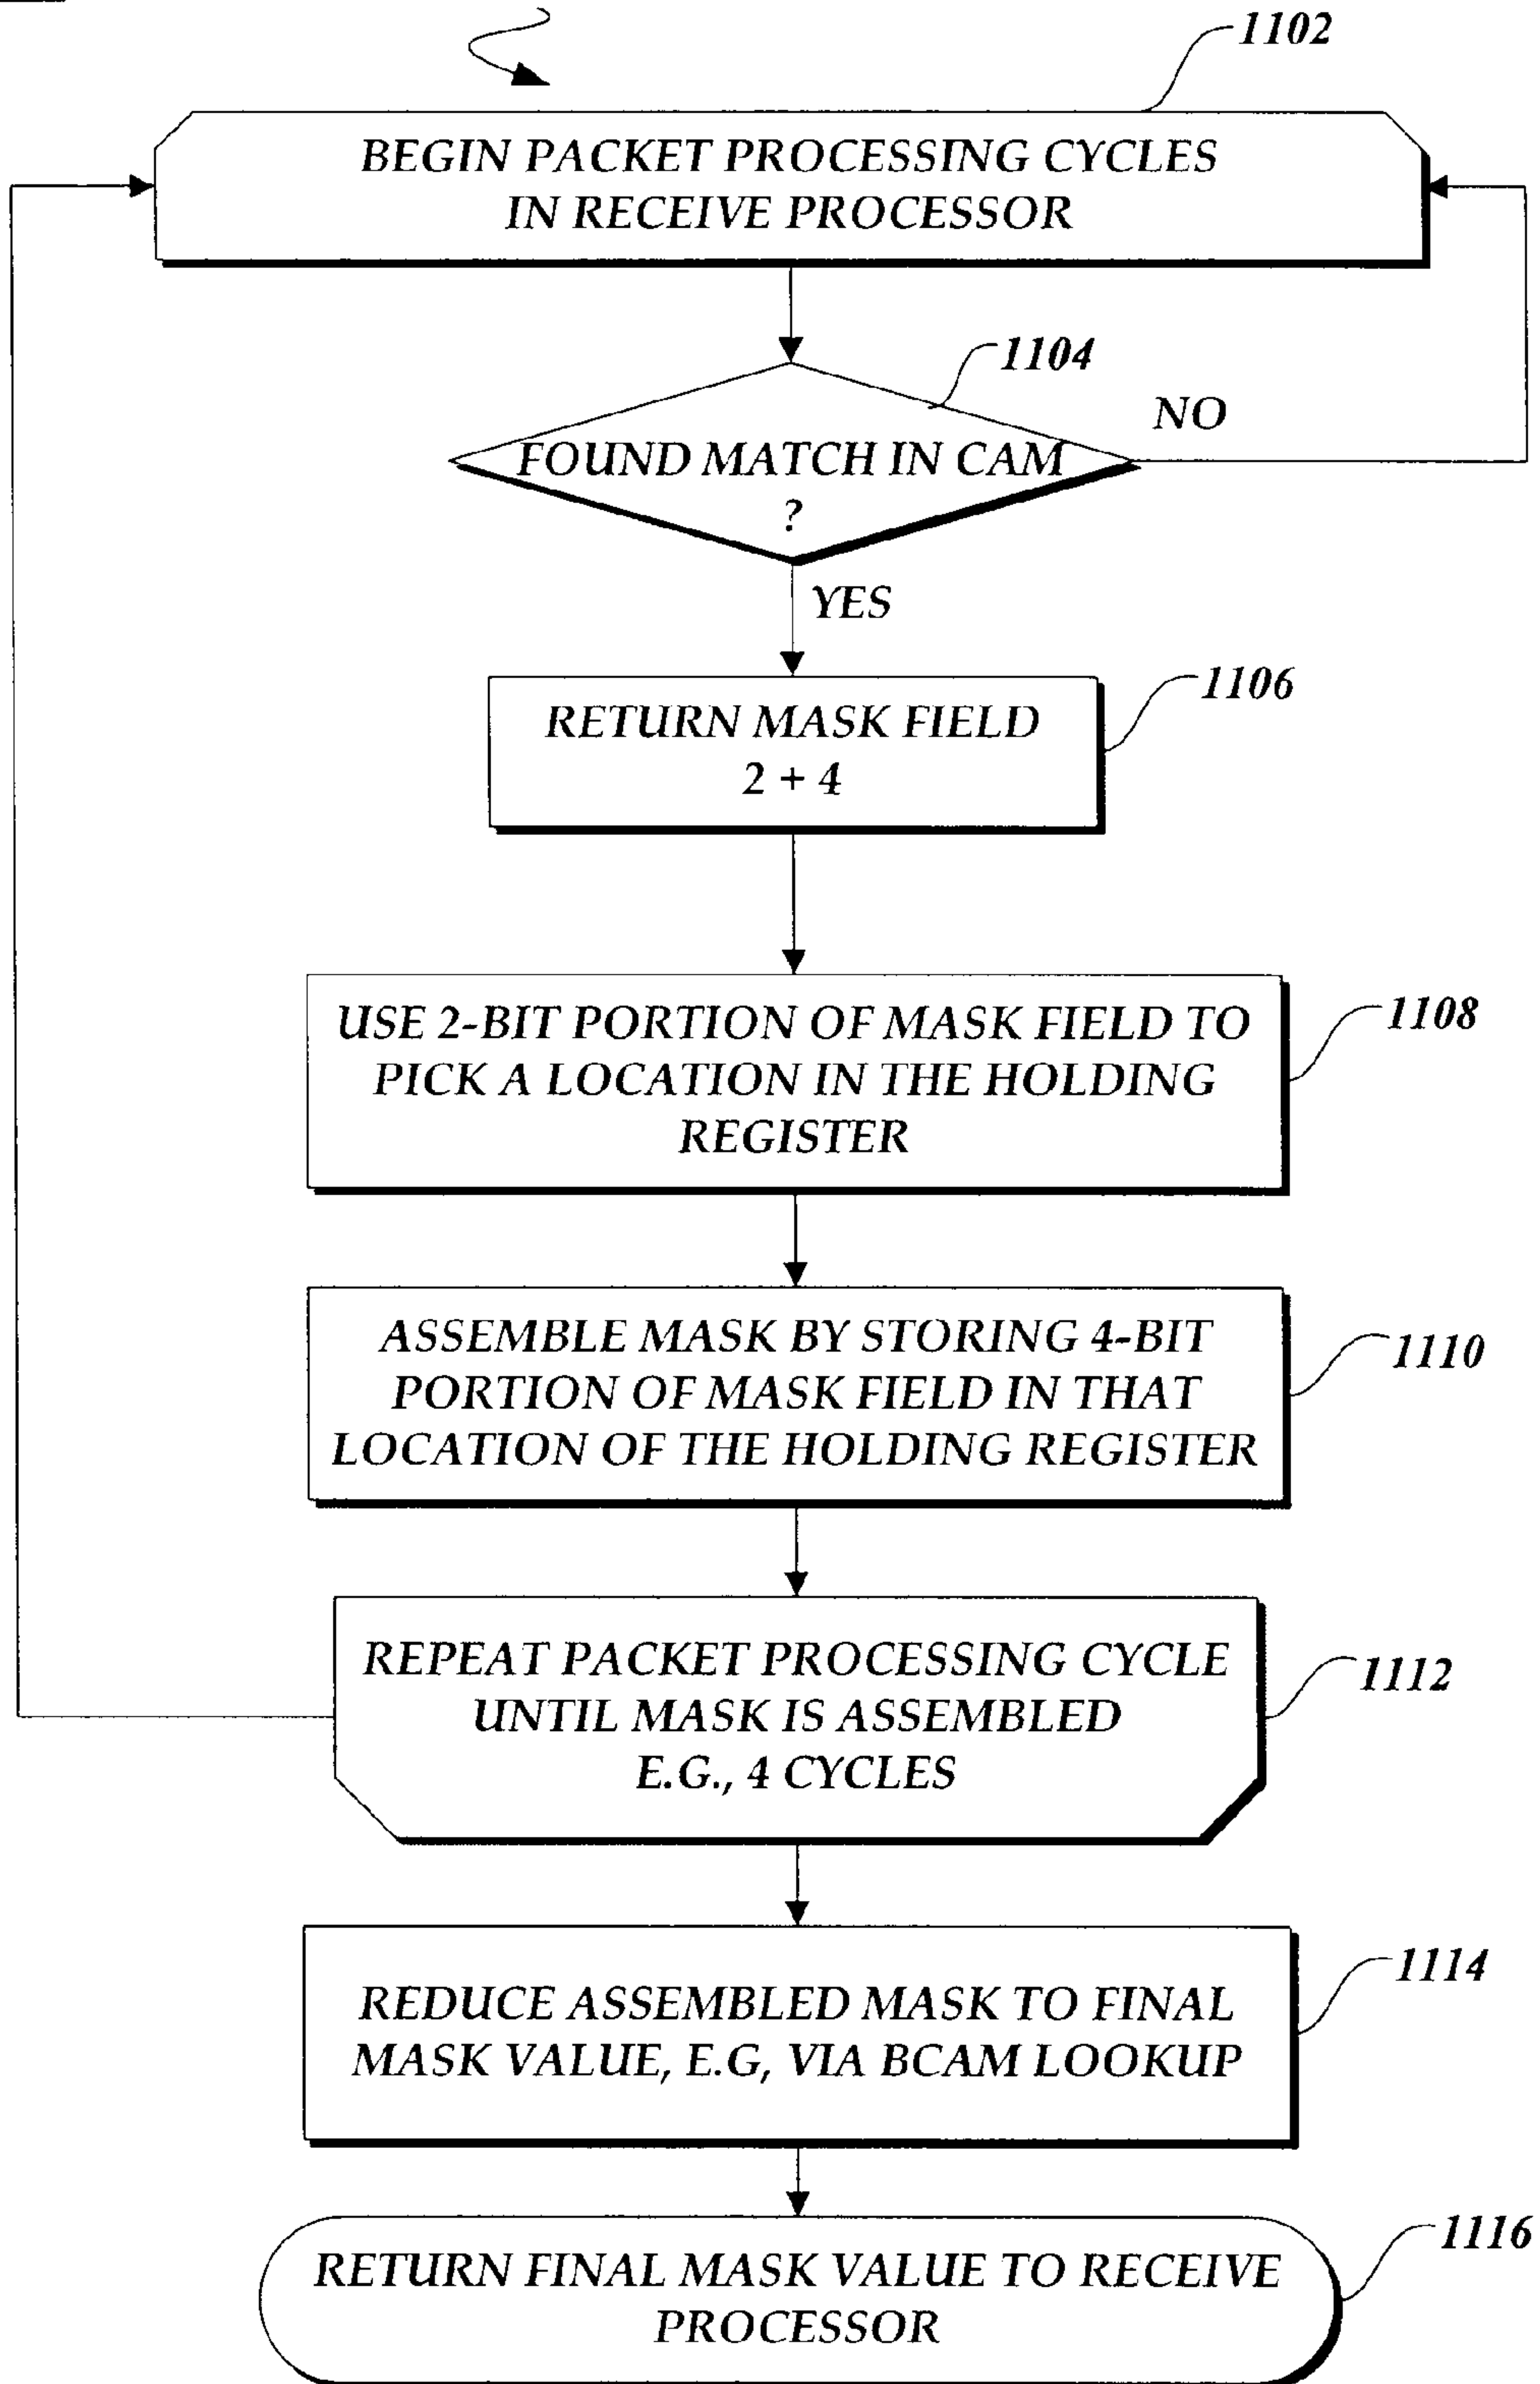 1102
BEGIN PACKET PROCESSING CYCLES
IN RECEIVE PROCESSOR
1104
NO
FOUND MATCH IN CAM
?
YES
1106
RETURN MASK FIELD
2 + 4
1108
USE 2-BIT PORTION OF MASK FIELD TO
PICK A LOCATION IN THE HOLDING
REGISTER
1110
ASSEMBLE MASK BY STORING 4-BIT
PORTION OF MASK FIELD IN THAT
LOCATION OF THE HOLDING REGISTER
1112
REPEAT PACKET PROCESSING CYCLE
UNTIL MASK IS ASSEMBLED
E.G., 4 CYCLES
1114
REDUCE ASSEMBLED MASK TO FINAL
MASK VALUE, E.G, VIA BCAM LOOKUP
1116
RETURN FINAL MASK VALUE TO RECEIVE
PROCESSOR